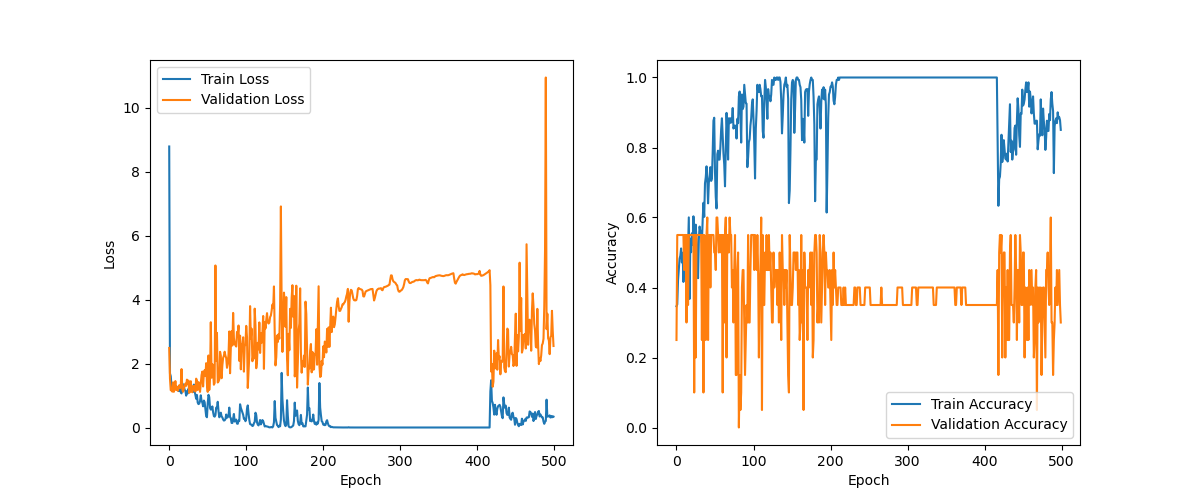 Train Loss
Validation Loss
10
8
6
4
2
0
Loss
0 100 200 300 400 500
Epoch
1.0
0.8
0.6
0.4
0.2
0.0
Accuracy
Train Accuracy
Validation Accuracy
0 100 200 300 400 500
Epoch